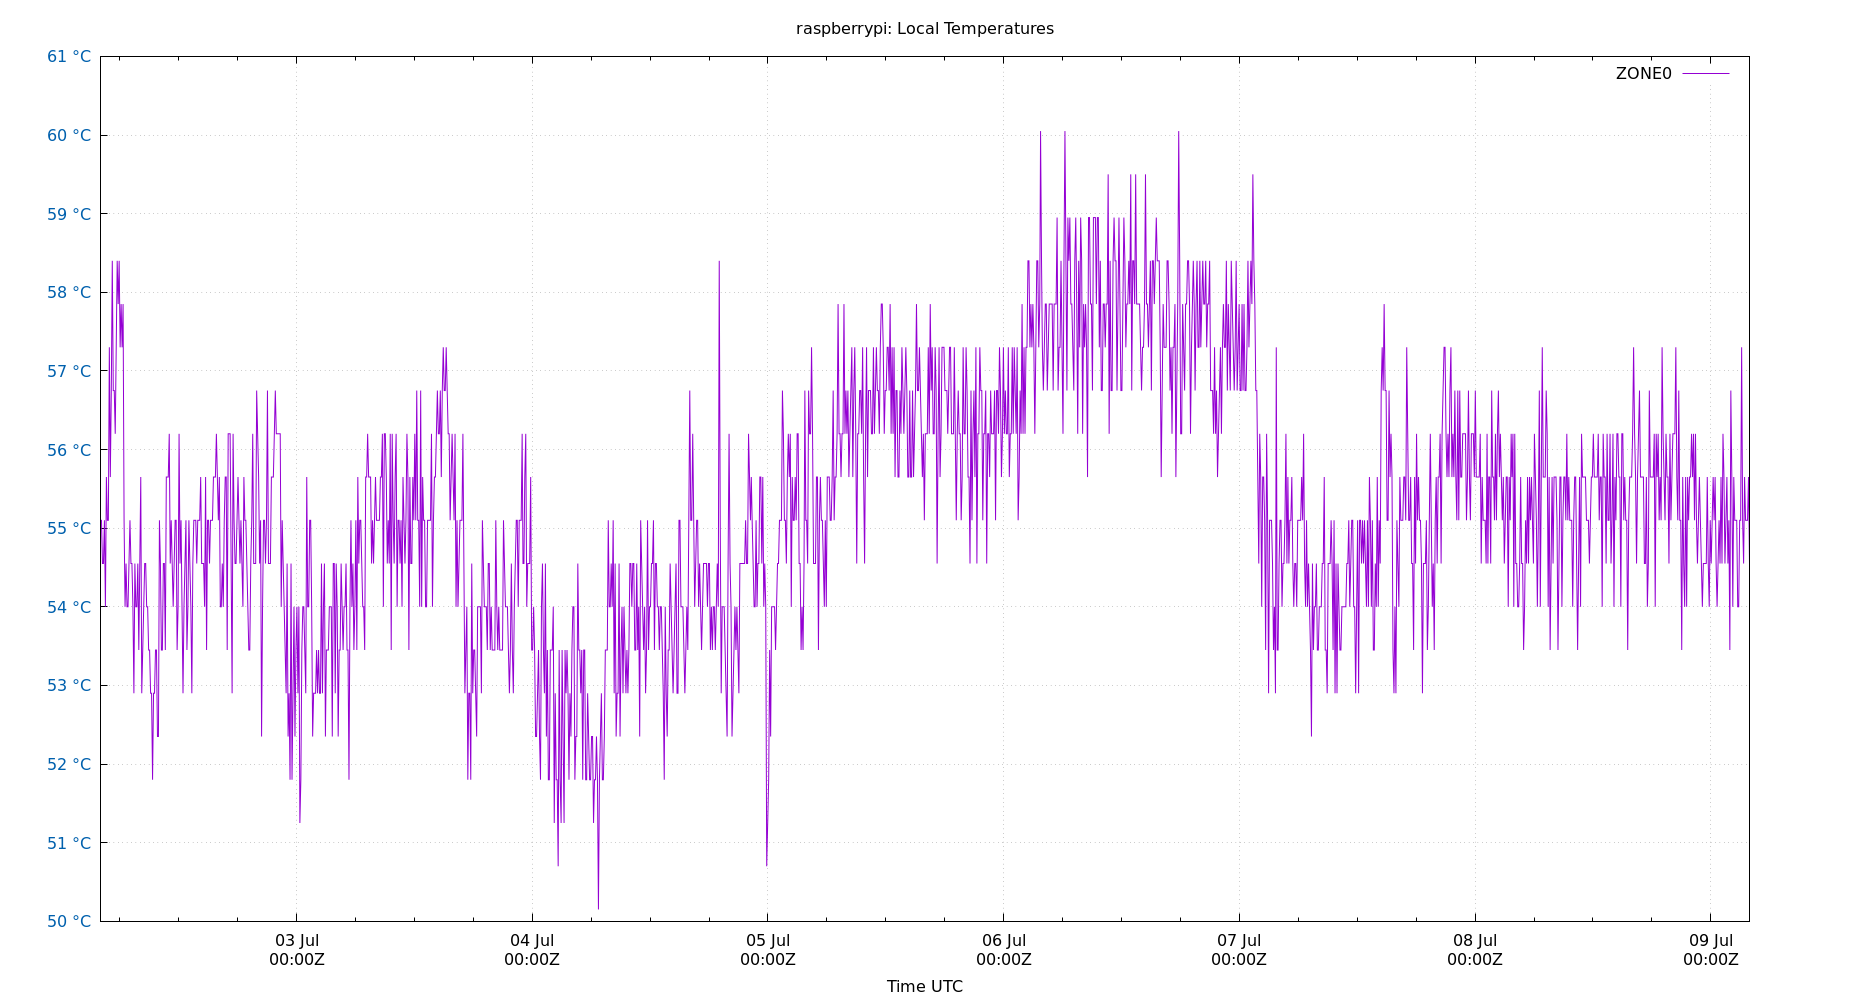 raspberrypi: Local Temperatures
61 °C
ZONE0
60 °C
59 °C
58 °C
57 °C
56 °C
55 °C
54 °C
53 °C
52 °C
51 °C
50 °C
03 Jul 04 Jul 05 Jul 06 Jul 07 Jul 08 Jul 09 Jul
00:00Z 00:00Z 00:00Z 00:00Z 00:00Z 00:00Z 00:00Z
Time UTC